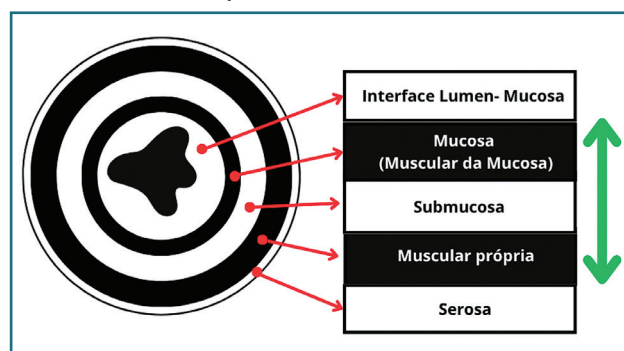 Interface Lumen- Mucosa
Mucosa
(Muscular da Mucosa)
Submucosa
Muscular própria
Serosa